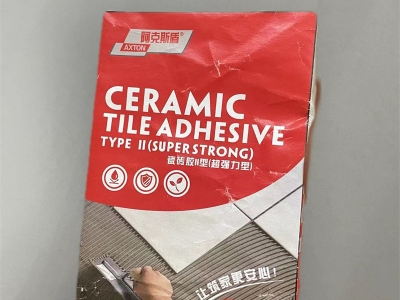 阿克斯盾®
AXTON
CERAMIC
TILE ADHESIVE
TYPE II (SUPER STRONG)
瓷砖胶II型(超强力型)
让筑家更安心!